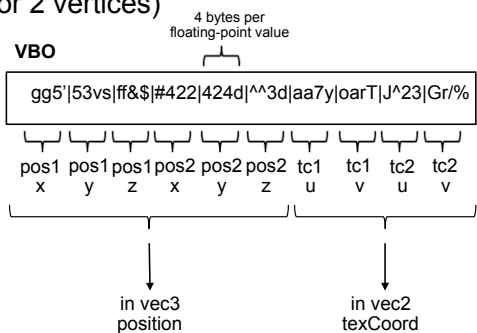 or 2 vertices)
4 bytes per
floating-point value
VBO
gg5'|53vs|ff&$|#422|424d|^^3d|aa7y|oarT|J^23|Gr/%
pos1 pos1 pos1 pos2 pos2 pos2 tc1 tc1 tc2 tc2
x y z x y z u v u v
in vec3 in vec2
position texCoord